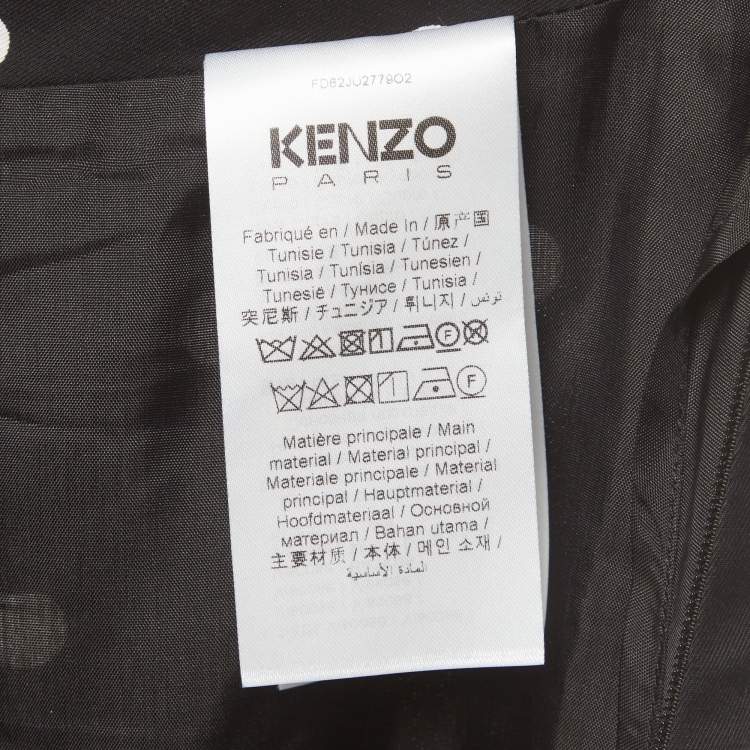 FD62JU2779O2
KENZO
PARIS
Fabriqué en / Made In / 原产国
Tunisie / Tunisia / Túnez /
Tunisia / Tunísia / Tunesien /
Tunesië / Тунисе / Tunisia /
突尼斯 / チュニジア / 튀니지 / تونس
F
F
Matière principale / Main
material / Material principal /
Materiale principale / Material
principal / Hauptmaterial /
Hoofdmateriaal / Основной
материал / Bahan utama /
主要材质 / 本体 / 메인 소재 /
المادة الأساسية